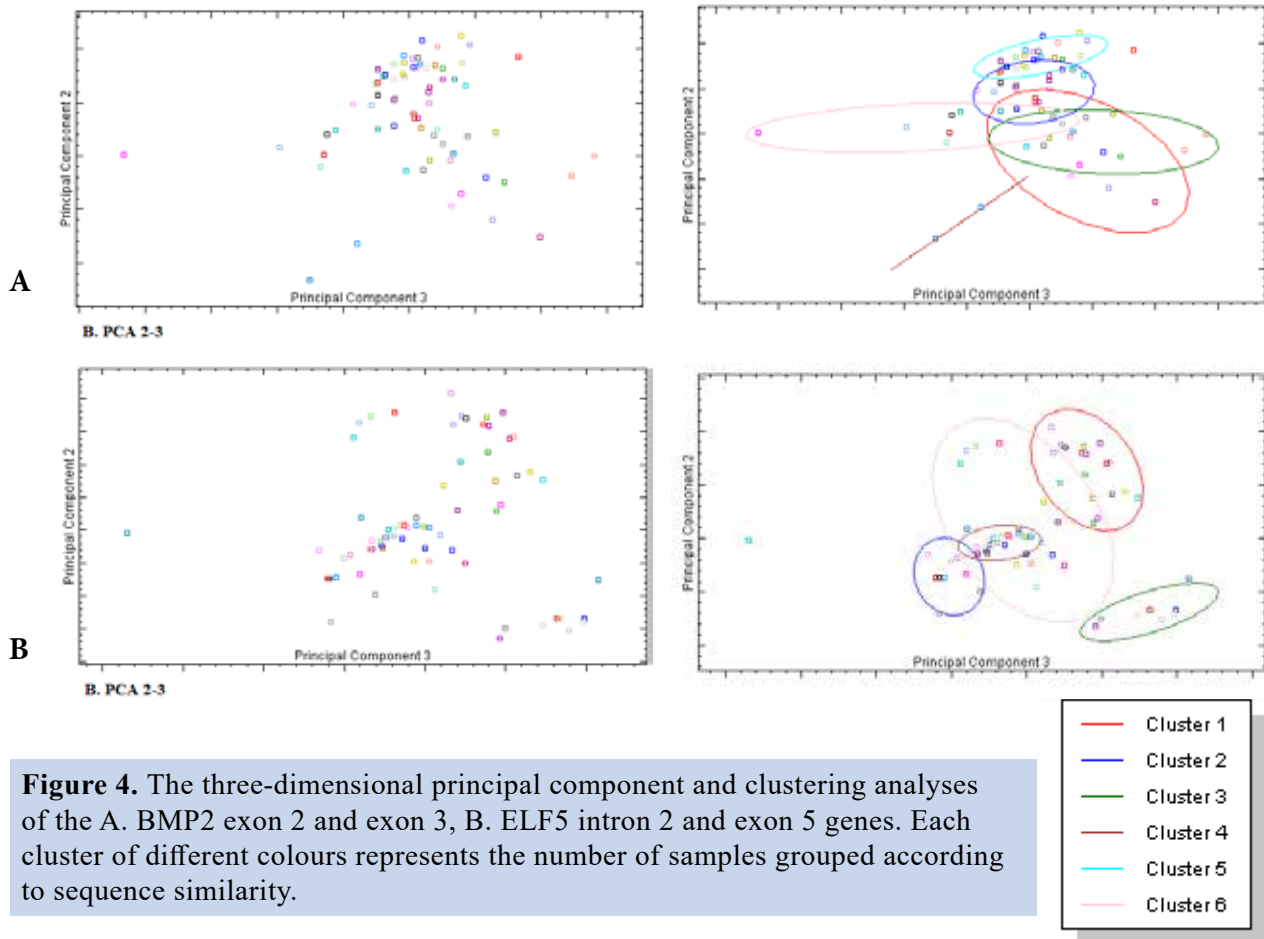 Principal Component 2
Principal Component 3
Principal Component 2
Principal Component 3
A
B. PCA 2-3
Principal Component 2
Principal Component 3
Principal Component 2
Principal Component 3
B
B. PCA 2-3
Cluster 1
Cluster 2
Cluster 3
Cluster 4
Cluster 5
Cluster 6
Figure 4. The three-dimensional principal component and clustering analyses
of the A. BMP2 exon 2 and exon 3, B. ELF5 intron 2 and exon 5 genes. Each
cluster of different colours represents the number of samples grouped according
to sequence similarity.